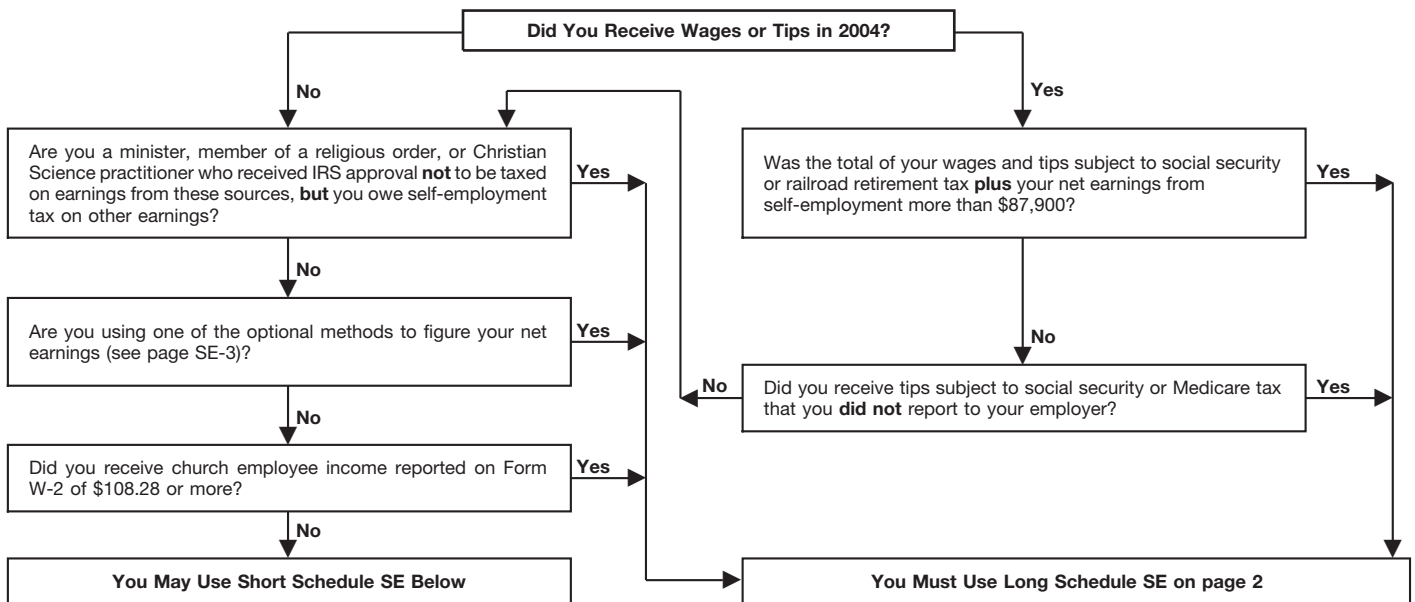 Did You Receive Wages or Tips in 2004?
No
Yes
Are you a minister, member of a religious order, or Christian
Science practitioner who received IRS approval not to be taxed
on earnings from these sources, but you owe self-employment
tax on other earnings?
Yes
Was the total of your wages and tips subject to social security
or railroad retirement tax plus your net earnings from
self-employment more than $87,900?
Yes
No
Are you using one of the optional methods to figure your net
earnings (see page SE-3)?
Yes
No
Did you receive tips subject to social security or Medicare tax
that you did not report to your employer?
No
Yes
No
Did you receive church employee income reported on Form
W-2 of $108.28 or more?
Yes
No
You May Use Short Schedule SE Below
You Must Use Long Schedule SE on page 2